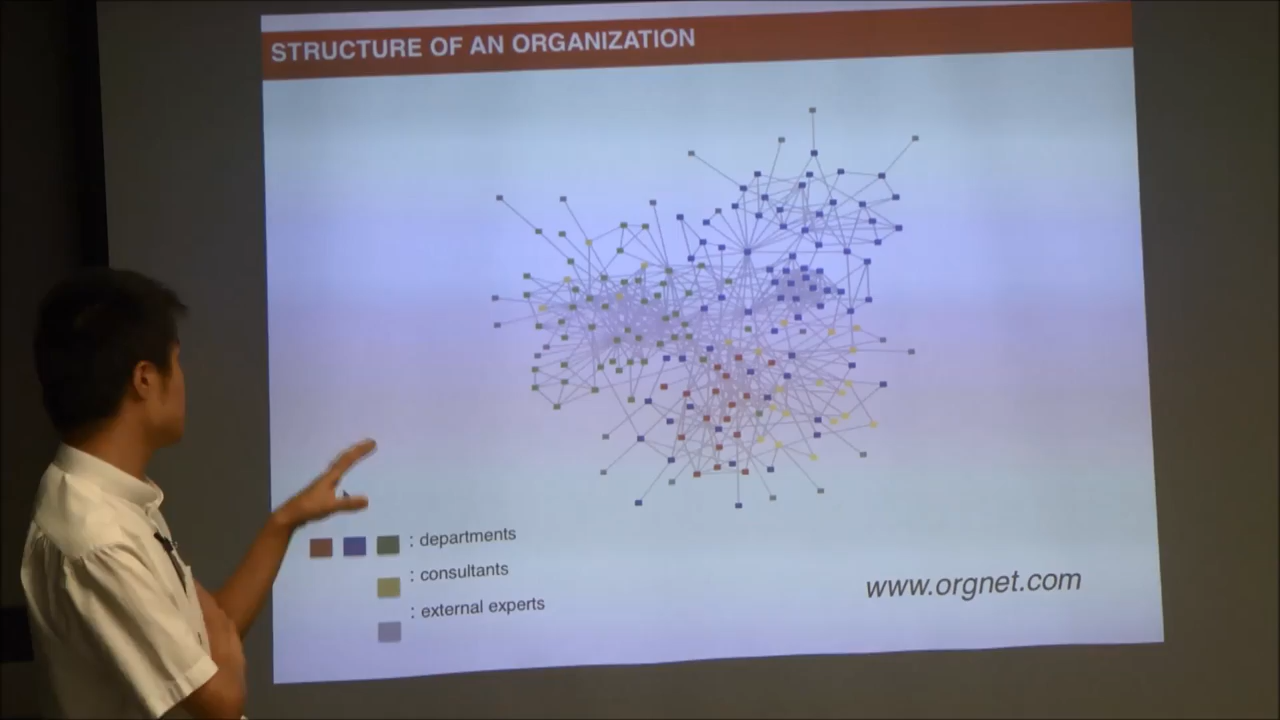 STRUCTURE OF AN ORGANIZATION
: departments
: consultants
: external experts
www.orgnet.com